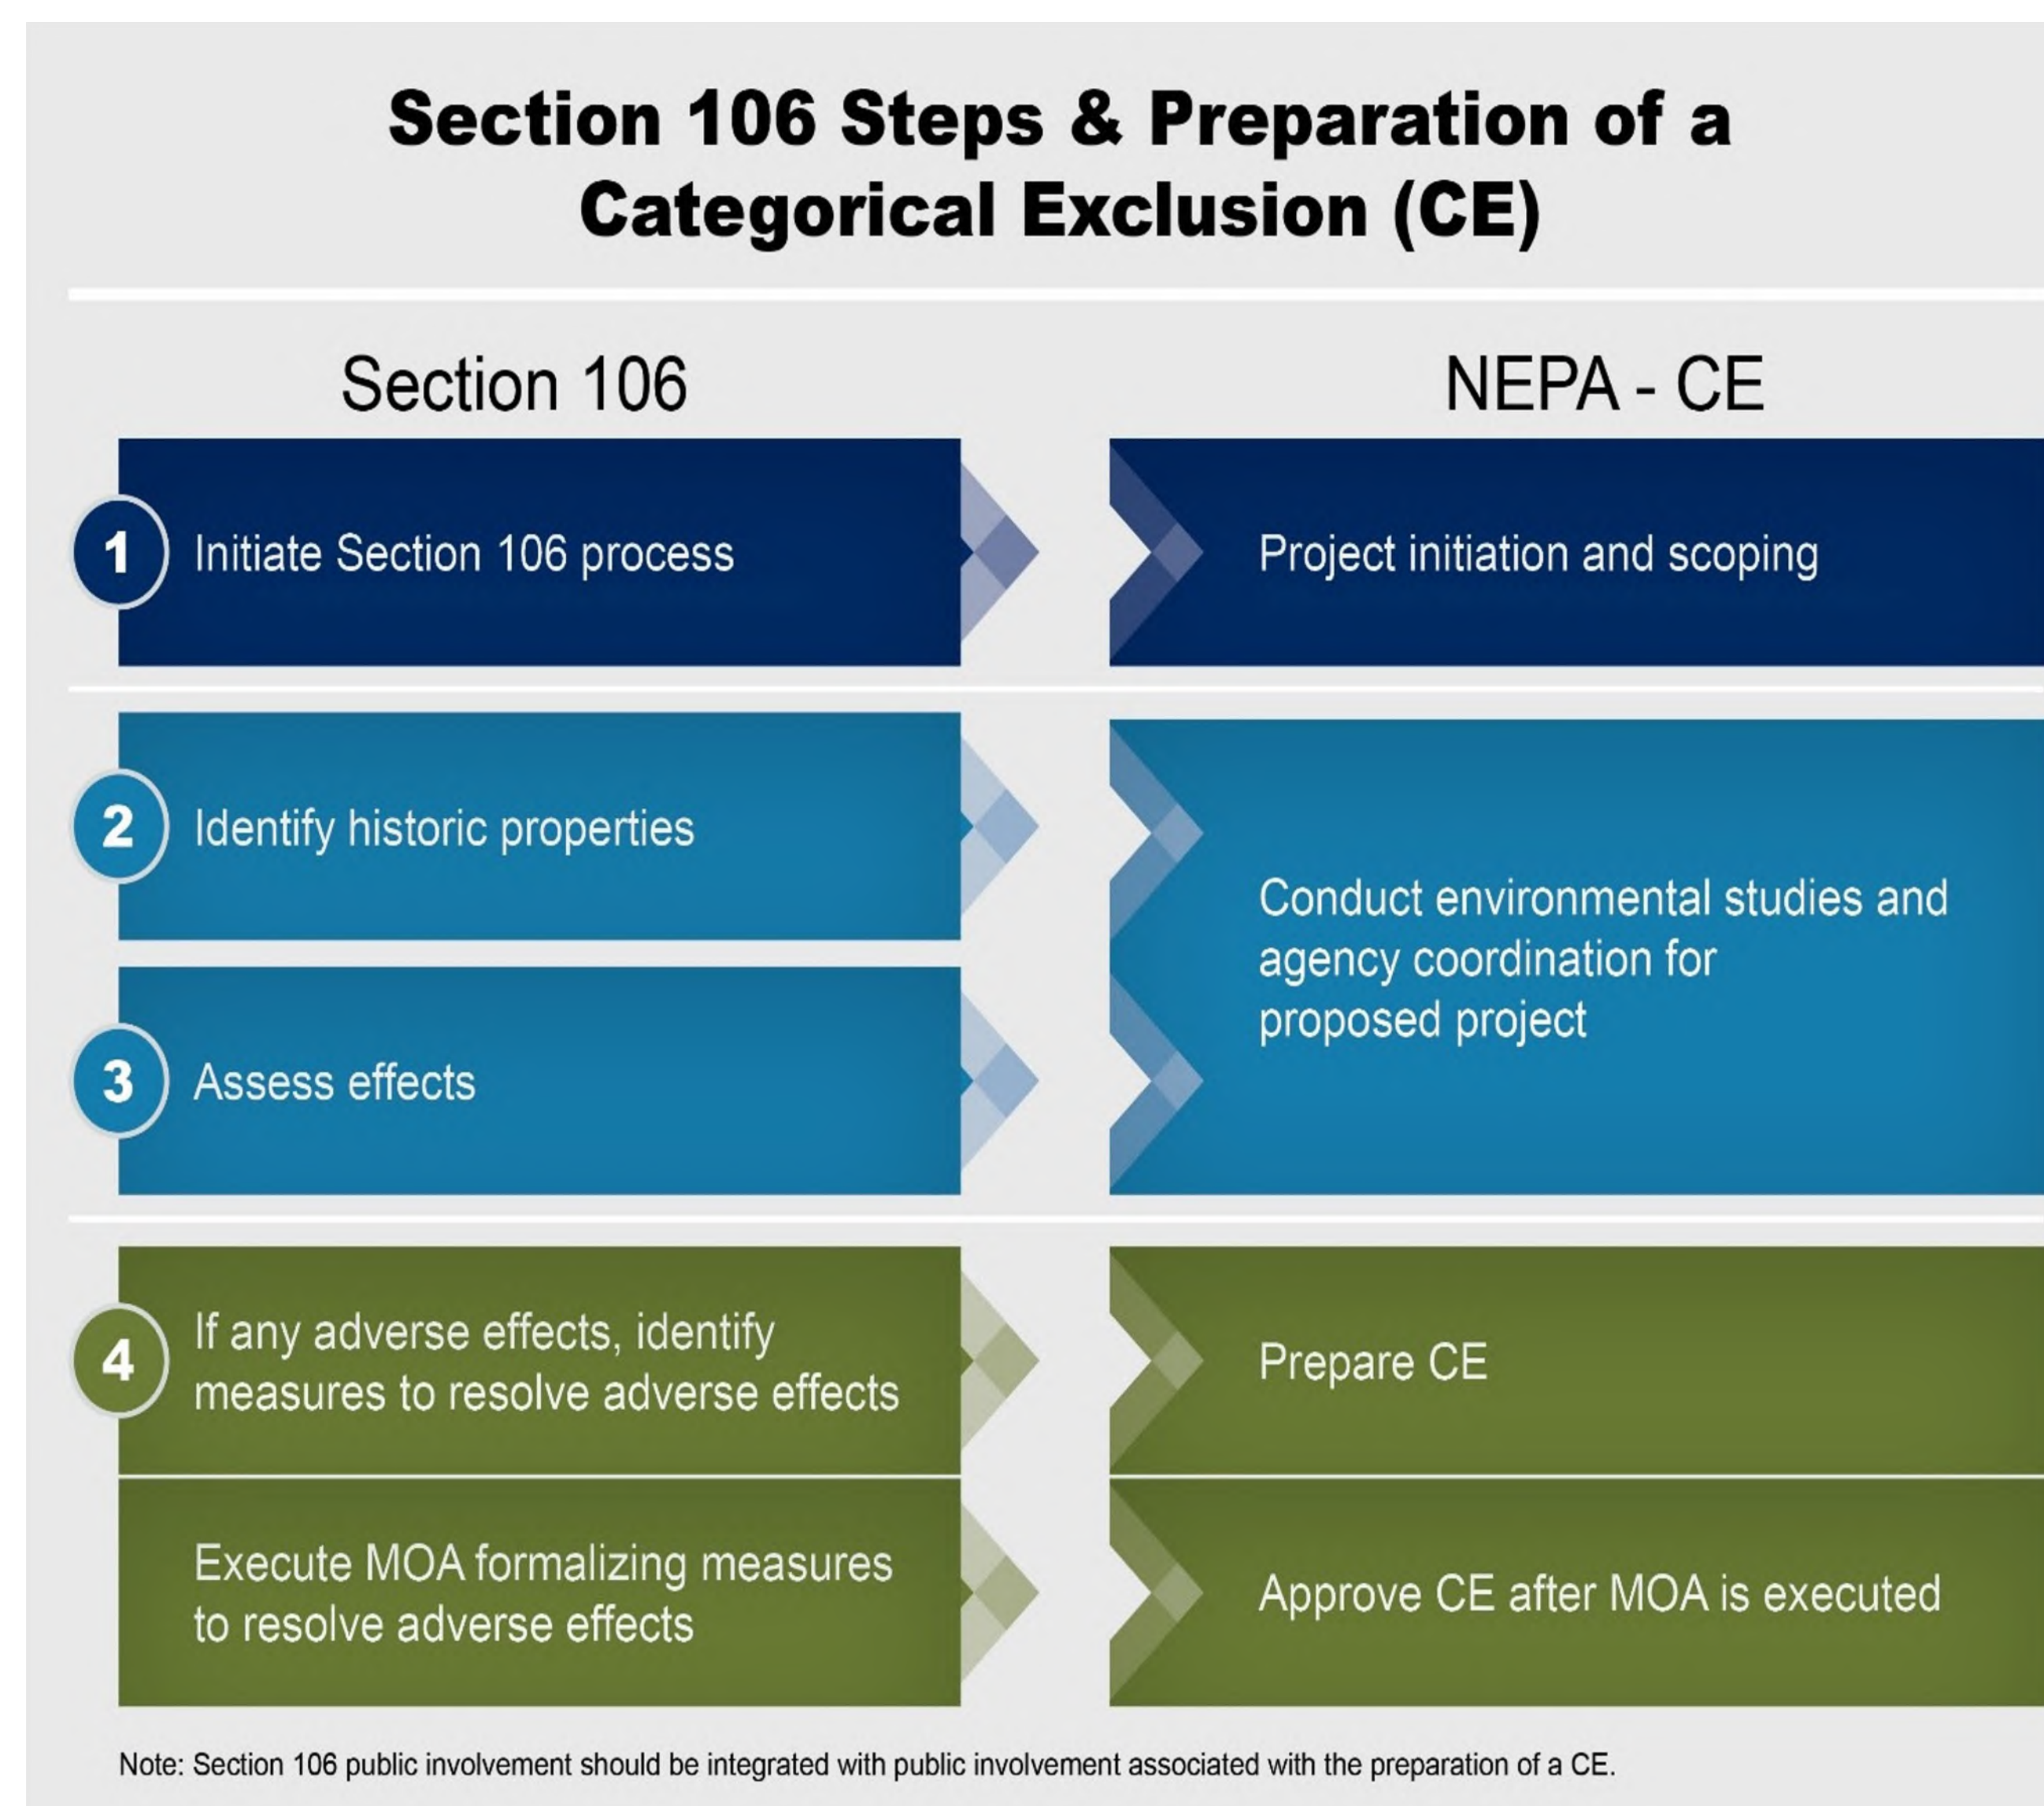 Section 106 Steps & Preparation of a
Categorical Exclusion (CE)
Section 106
NEPA - CE
1
Initiate Section 106 process
Project initiation and scoping
2
Identify historic properties
Conduct environmental studies and
agency coordination for
proposed project
3
Assess effects
4
If any adverse effects, identify
measures to resolve adverse effects
Prepare CE
Execute MOA formalizing measures
to resolve adverse effects
Approve CE after MOA is executed
Note: Section 106 public involvement should be integrated with public involvement associated with the preparation of a CE.